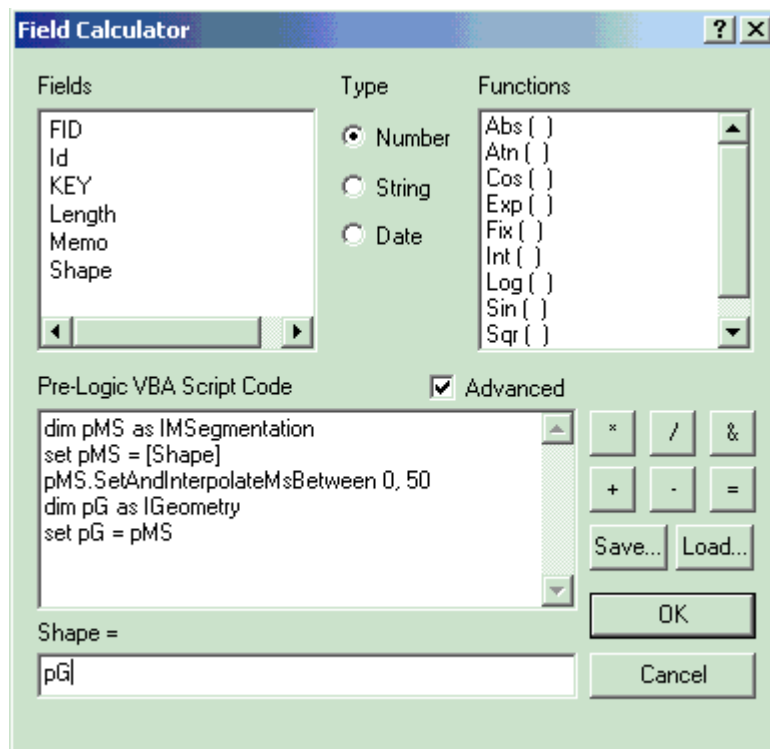 Field Calculator
? ×
Fields
Type
Functions
FID
Id
KEY
Length
Memo
Shape
Number
String
Date
Abs ( )
Atn ( )
Cos ( )
Exp ( )
Fix ( )
Int ( )
Log ( )
Sin ( )
Sqr ( )
Pre-Logic VBA Script Code
Advanced
dim pMS as IMSegmentation
set pMS = [Shape]
pMS.SetAndInterpolateMsBetween 0, 50
dim pG as IGeometry
set pG = pMS
* / &
+ - =
Save... Load...
OK
Shape =
pG
Cancel